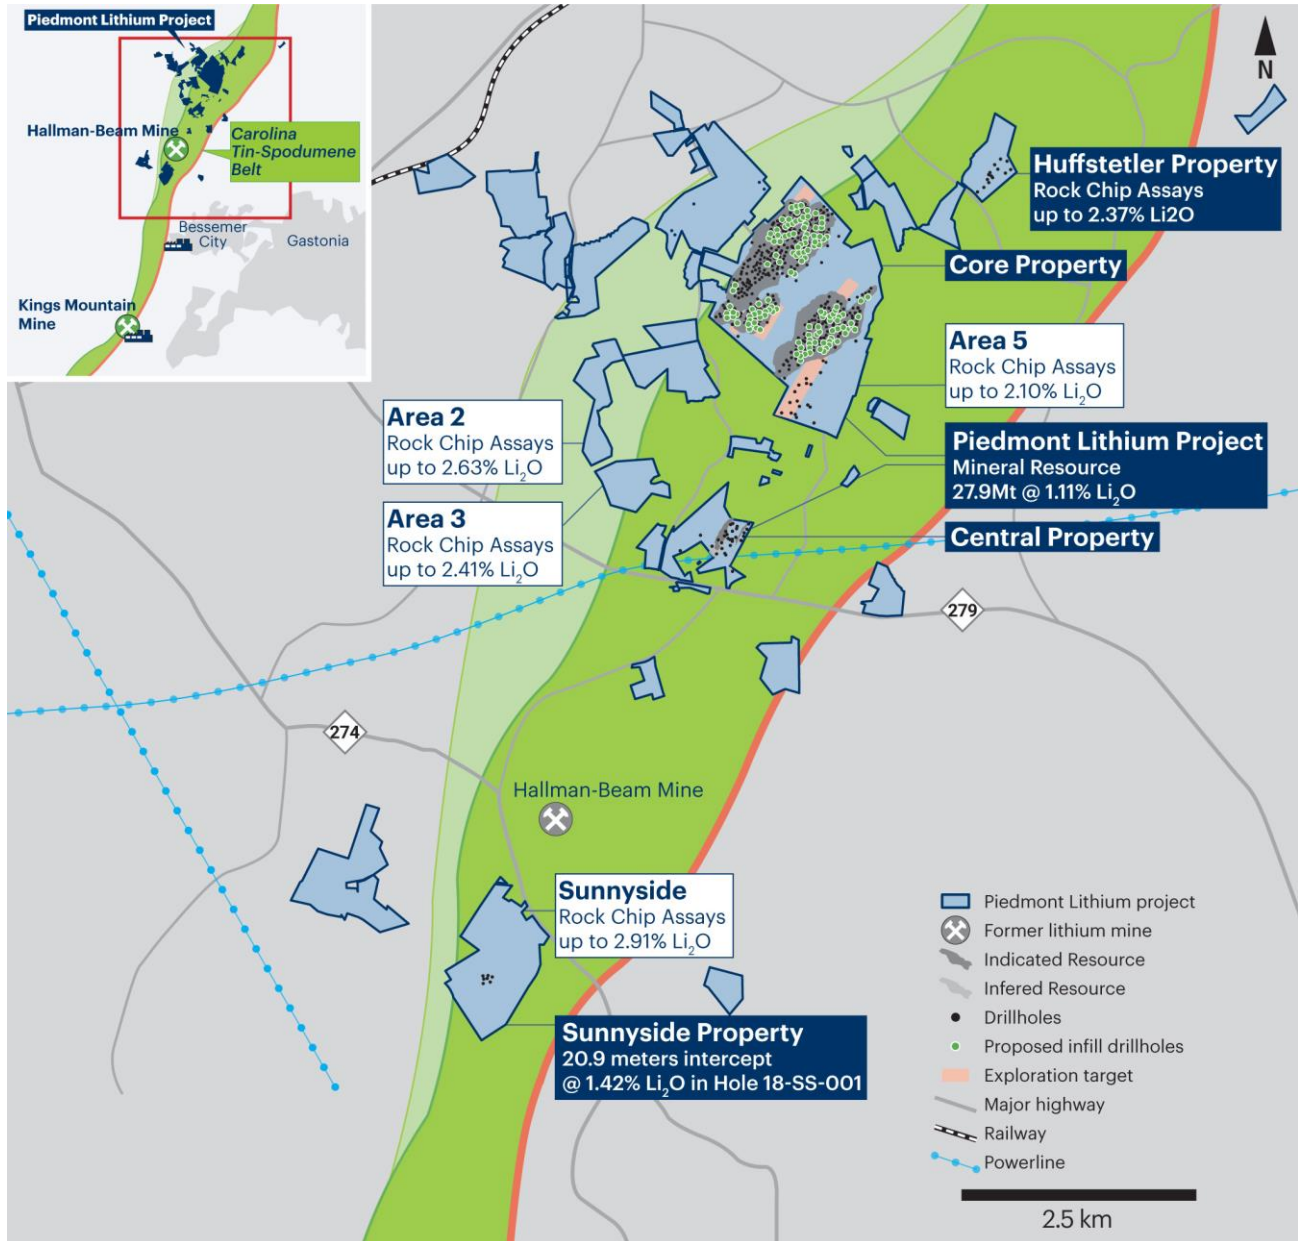 Piedmont Lithium Project
Hallman-Beam Mine
Carolina
Tin-Spodumene
Belt
Bessemer
City
Gastonia
Kings Mountain
Mine
N
Huffstetler Property
Rock Chip Assays
up to 2.37% Li2O
Core Property
Area 5
Rock Chip Assays
up to 2.10% Li₂O
Area 2
Rock Chip Assays
up to 2.63% Li₂O
Piedmont Lithium Project
Mineral Resource
27.9Mt @ 1.11% Li₂O
Area 3
Rock Chip Assays
up to 2.41% Li₂O
Central Property
279
274
Hallman-Beam Mine
Sunnyside
Rock Chip Assays
up to 2.91% Li₂O
Sunnyside Property
20.9 meters intercept
@ 1.42% Li₂O in Hole 18-SS-001
Piedmont Lithium project
Former lithium mine
Indicated Resource
Infered Resource
Drillholes
Proposed infill drillholes
Exploration target
Major highway
Railway
Powerline
2.5 km